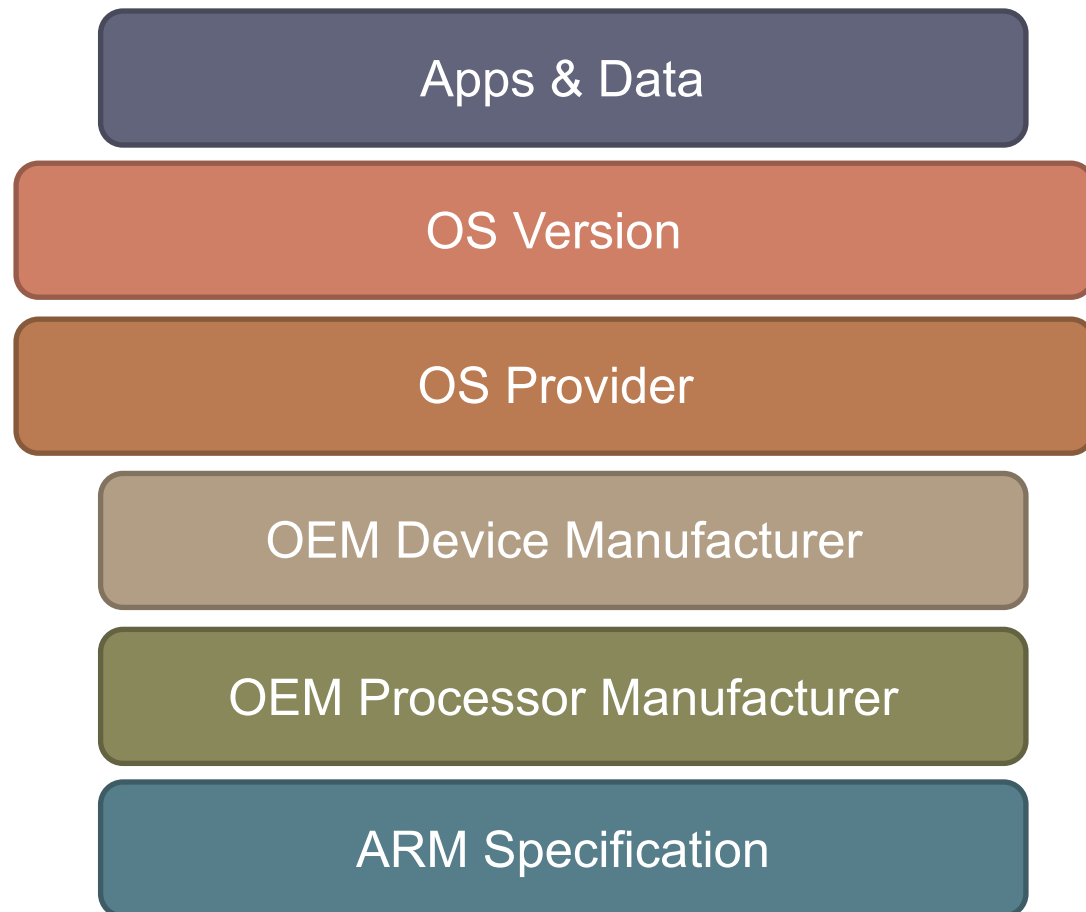 Apps & Data
OS Version
OS Provider
OEM Device Manufacturer
OEM Processor Manufacturer
ARM Specification